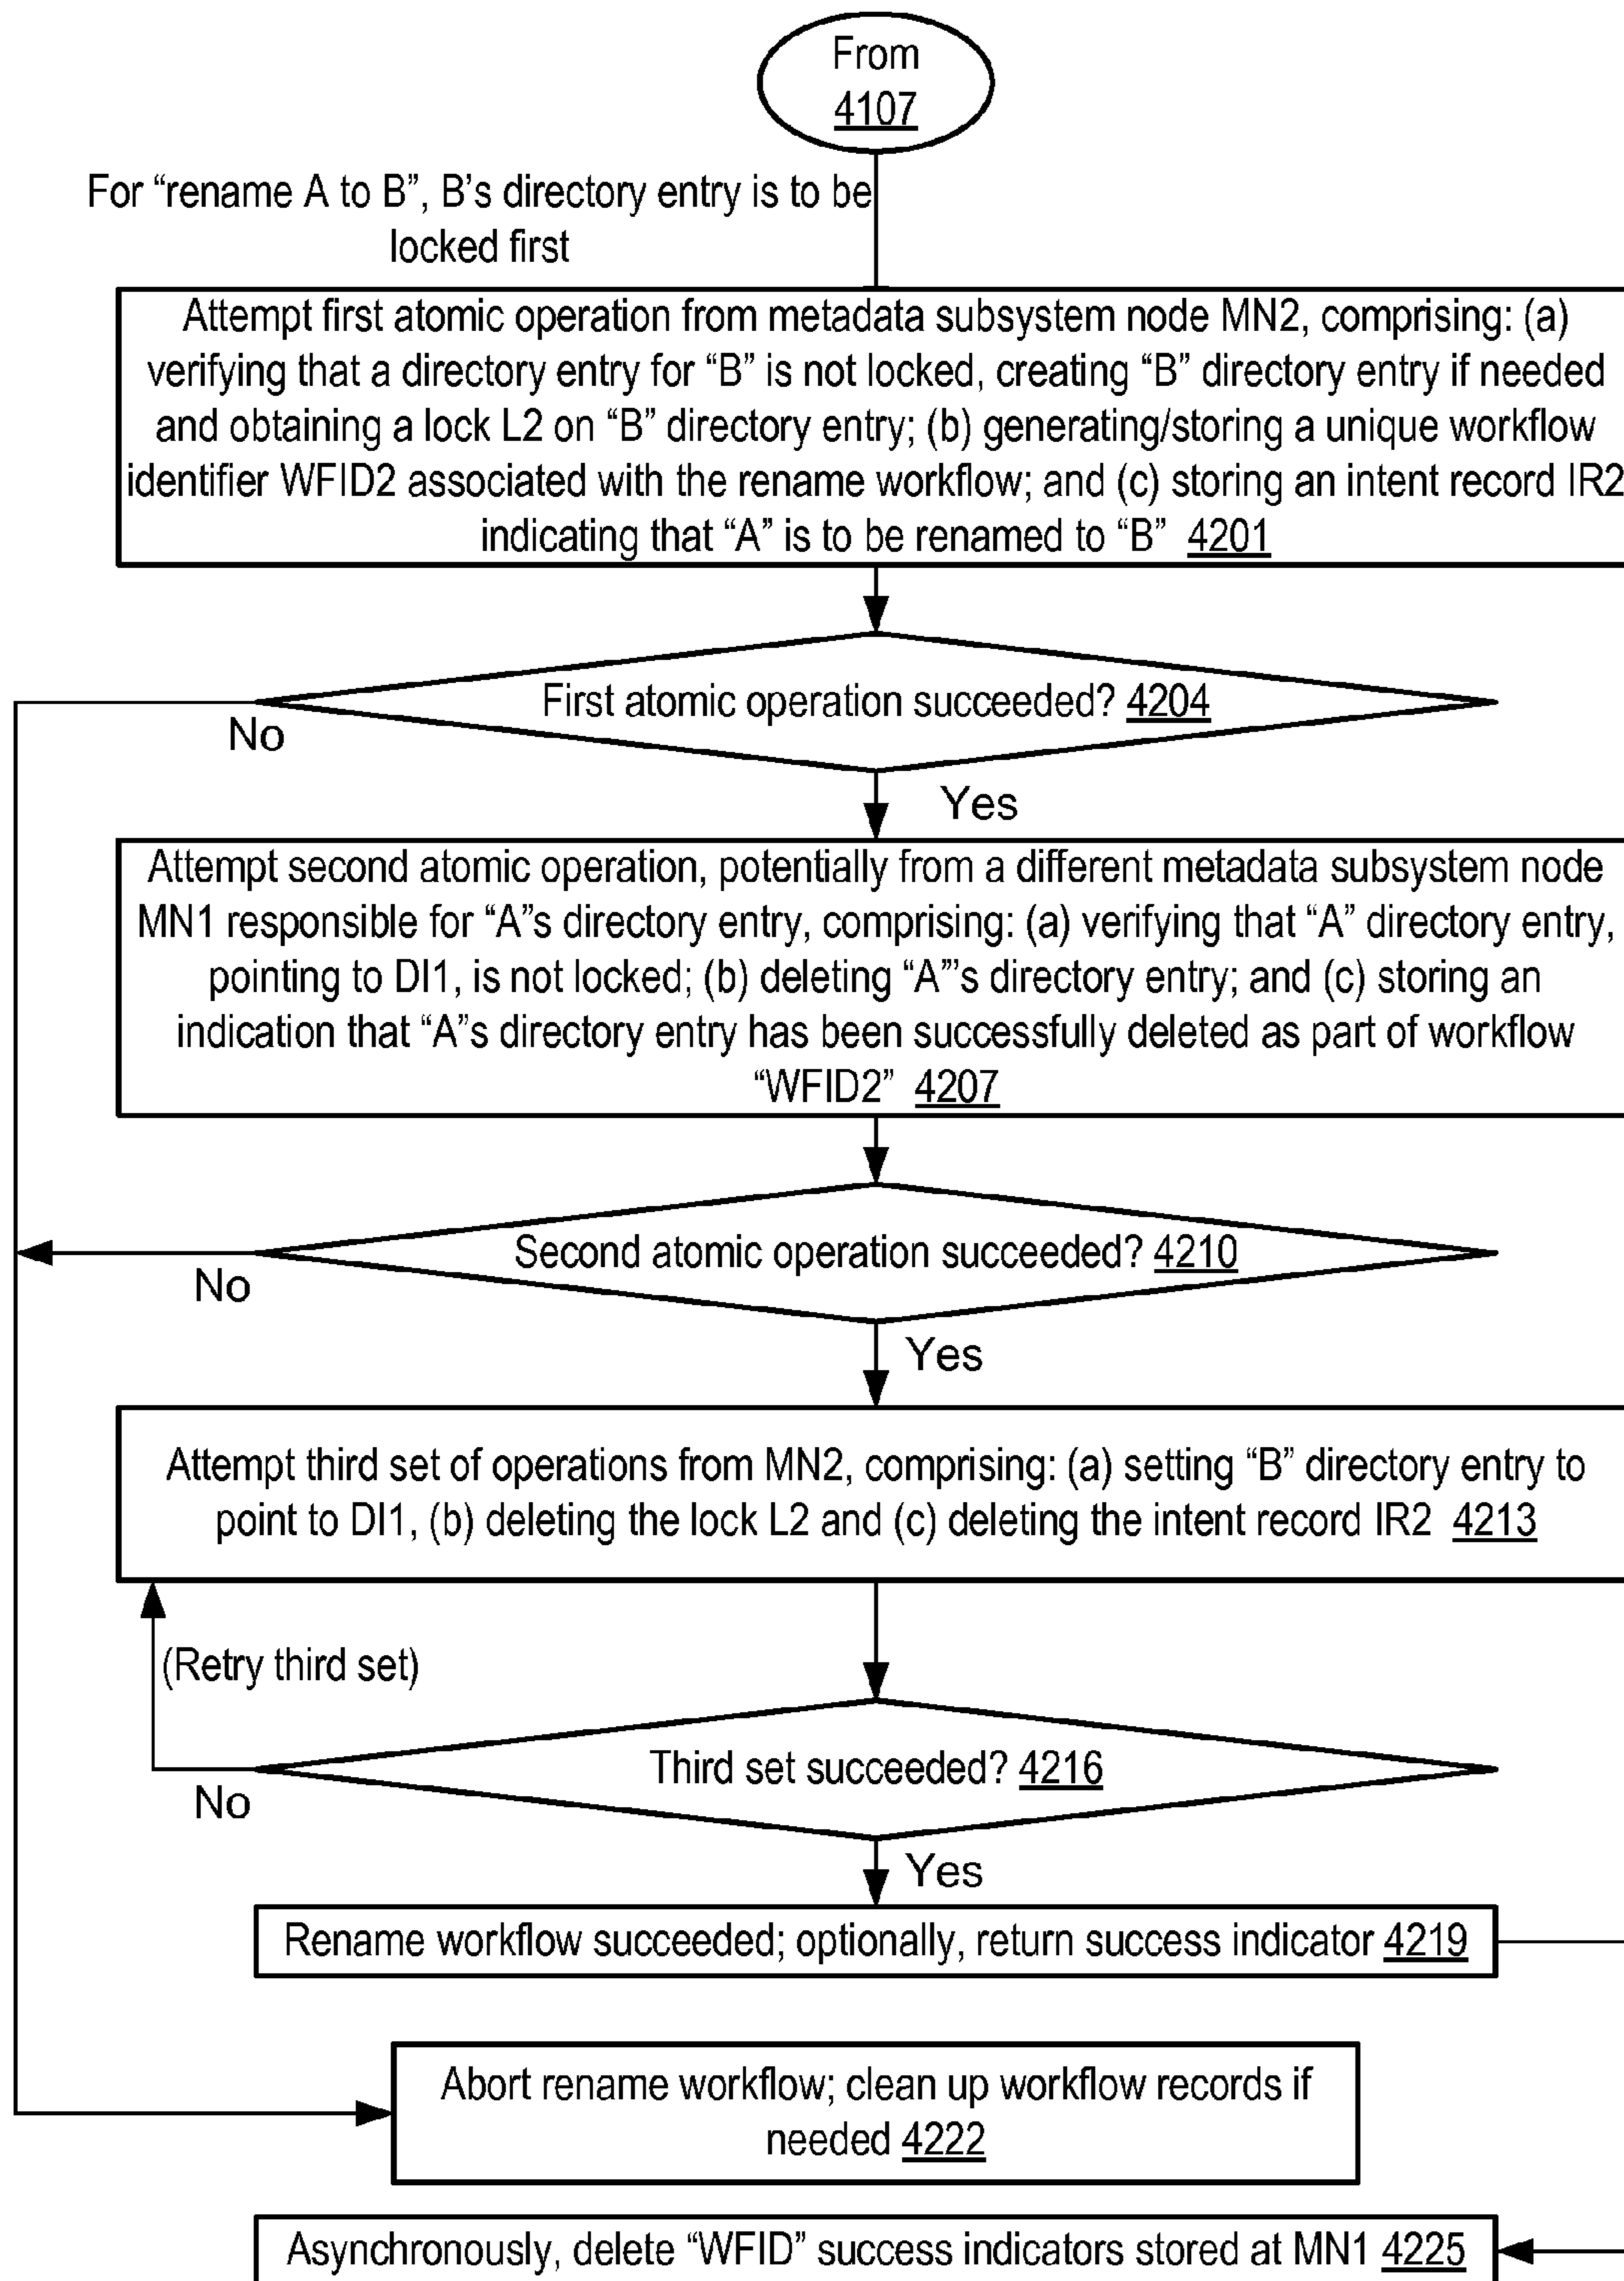 From
4107
For “rename A to B”, B’s directory entry is to be
locked first
Attempt first atomic operation from metadata subsystem node MN2, comprising: (a)
verifying that a directory entry for “B” is not locked, creating “B” directory entry if needed
and obtaining a lock L2 on “B” directory entry; (b) generating/storing a unique workflow
identifier WFID2 associated with the rename workflow; and (c) storing an intent record IR2
indicating that “A” is to be renamed to “B” 4201
First atomic operation succeeded? 4204
No
Yes
Attempt second atomic operation, potentially from a different metadata subsystem node
MN1 responsible for “A”s directory entry, comprising: (a) verifying that “A” directory entry,
pointing to DI1, is not locked; (b) deleting “A”’s directory entry; and (c) storing an
indication that “A”s directory entry has been successfully deleted as part of workflow
“WFID2” 4207
Second atomic operation succeeded? 4210
No
Yes
Attempt third set of operations from MN2, comprising: (a) setting “B” directory entry to
point to DI1, (b) deleting the lock L2 and (c) deleting the intent record IR2 4213
(Retry third set)
Third set succeeded? 4216
No
Yes
Rename workflow succeeded; optionally, return success indicator 4219
Abort rename workflow; clean up workflow records if
needed 4222
Asynchronously, delete “WFID” success indicators stored at MN1 4225